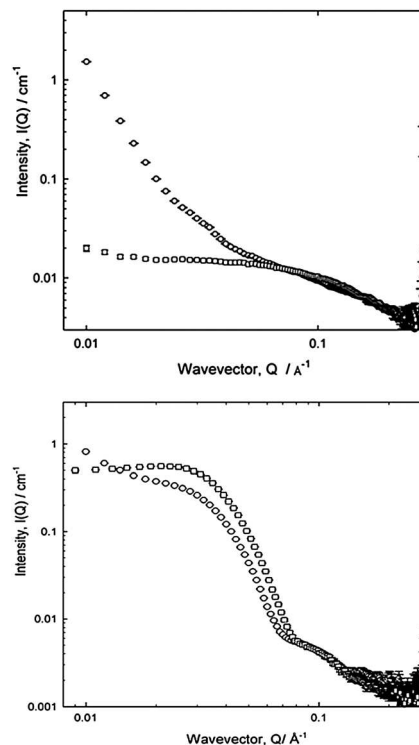 Intensity, I(Q) / cm⁻¹
1
0.1
0.01
0.01
0.1
Wavevector, Q / Å⁻¹
Intensity, I(Q) / cm⁻¹
1
0.1
0.01
0.001
0.01
0.1
Wavevector, Q/ Å⁻¹